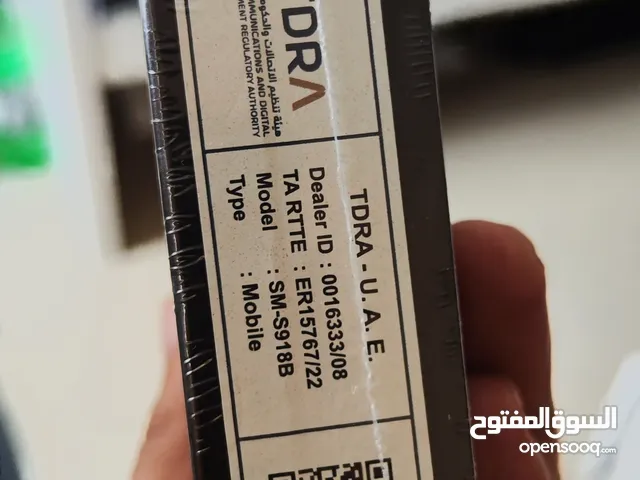 TDRA
هيئة تنظيم الاتصالات والحكومة
MUNICATIONS AND DIGITAL
MENT REGULATORY AUTHORITY
TDRA - U. A. E.
Dealer ID : 0016333/08
TA RTTE : ER15767/22
Model : SM-S918B
Type : Mobile
السوق المفتوح
opensooq.com